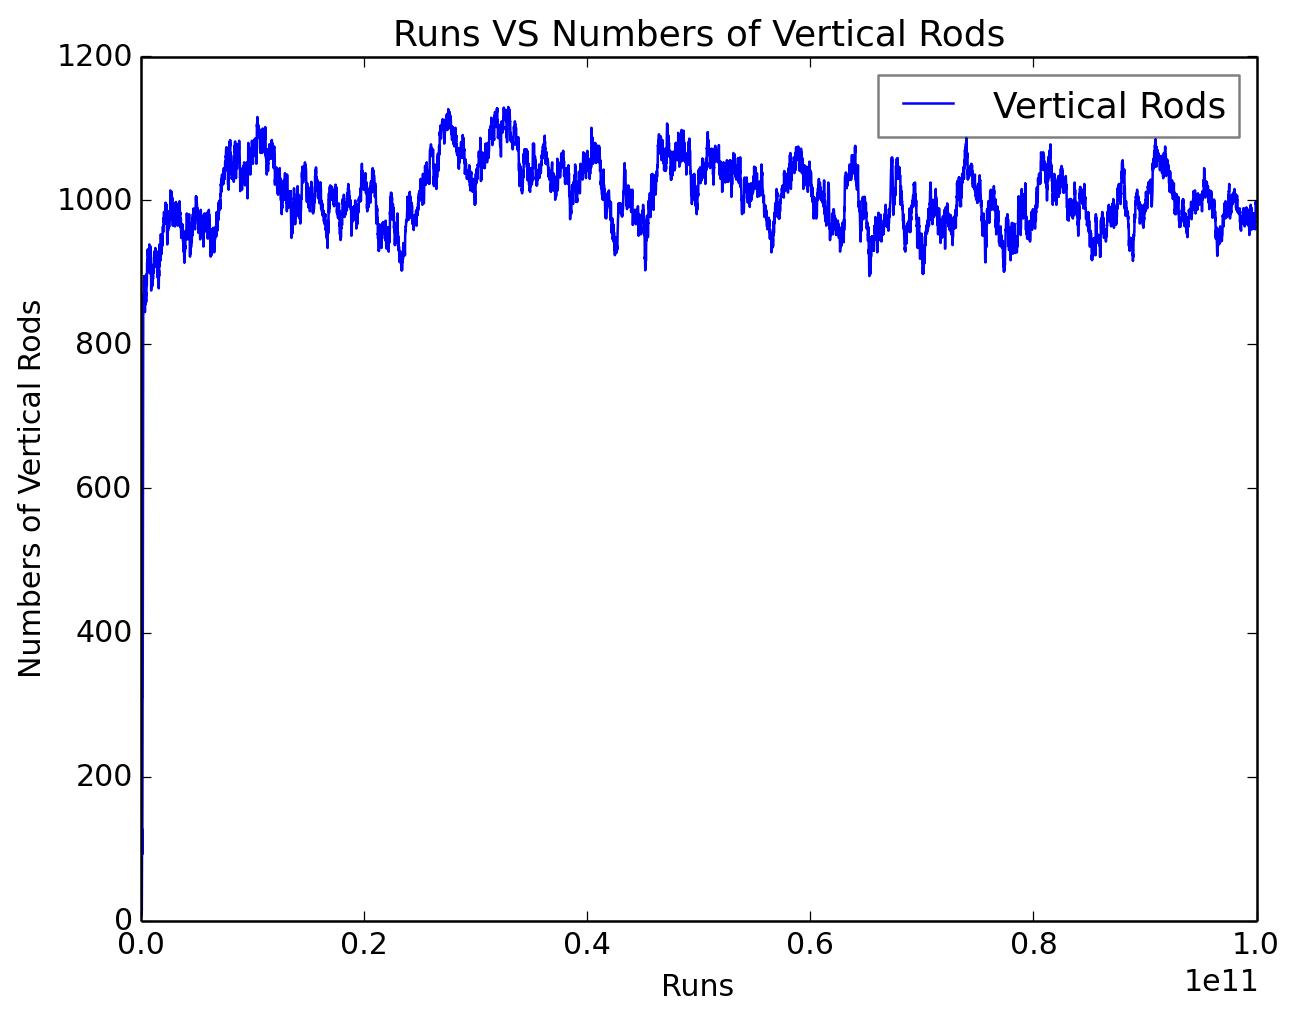 Runs VS Numbers of Vertical Rods
1200
Vertical Rods
1000
800
600
400
200
0
Numbers of Vertical Rods
0.0 0.2 0.4 0.6 0.8 1.0
Runs
1e11